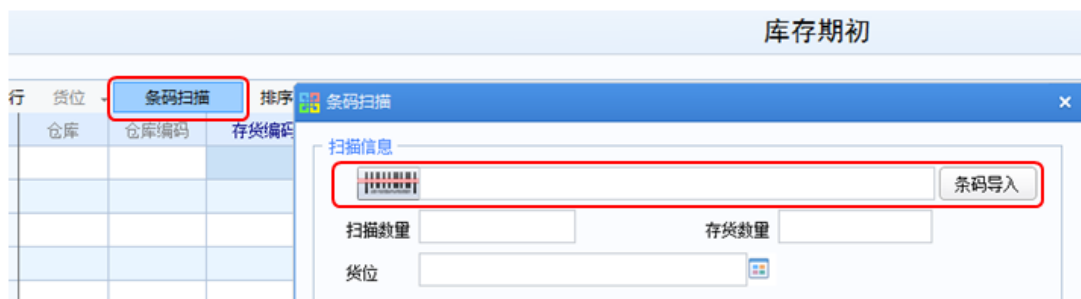 库存期初
行 货位 条码扫描 排序
条码扫描
仓库 仓库编码 存货编码
扫描信息
条码导入
扫描数量 存货数量
货位